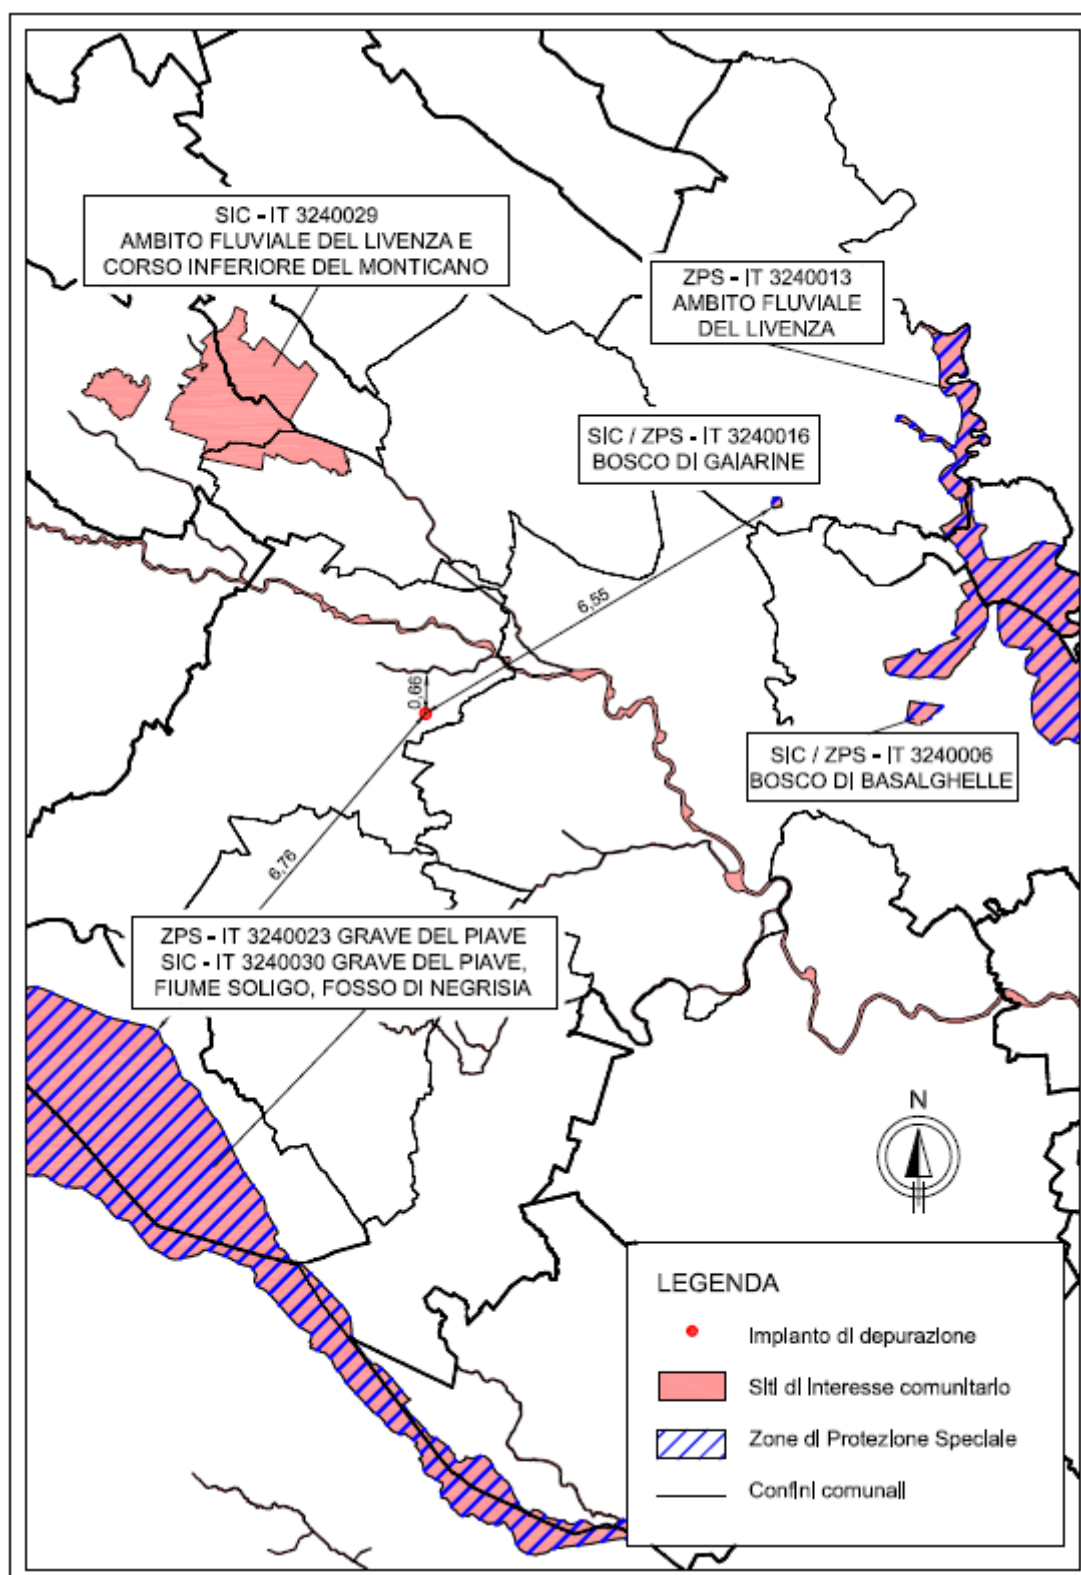 SIC - IT 3240029
AMBITO FLUVIALE DEL LIVENZA E
CORSO INFERIORE DEL MONTICANO
ZPS - IT 3240013
AMBITO FLUVIALE
DEL LIVENZA
SIC / ZPS - IT 3240016
BOSCO DI GAIARINE
6,55
0,66
SIC / ZPS - IT 3240006
BOSCO DI BASALGHELLE
6,76
ZPS - IT 3240023 GRAVE DEL PIAVE
SIC - IT 3240030 GRAVE DEL PIAVE,
FIUME SOLIGO, FOSSO DI NEGRISIA
N
LEGENDA
Impianto di depurazione
Siti di Interesse comunitario
Zone di Protezione Speciale
Confini comunali